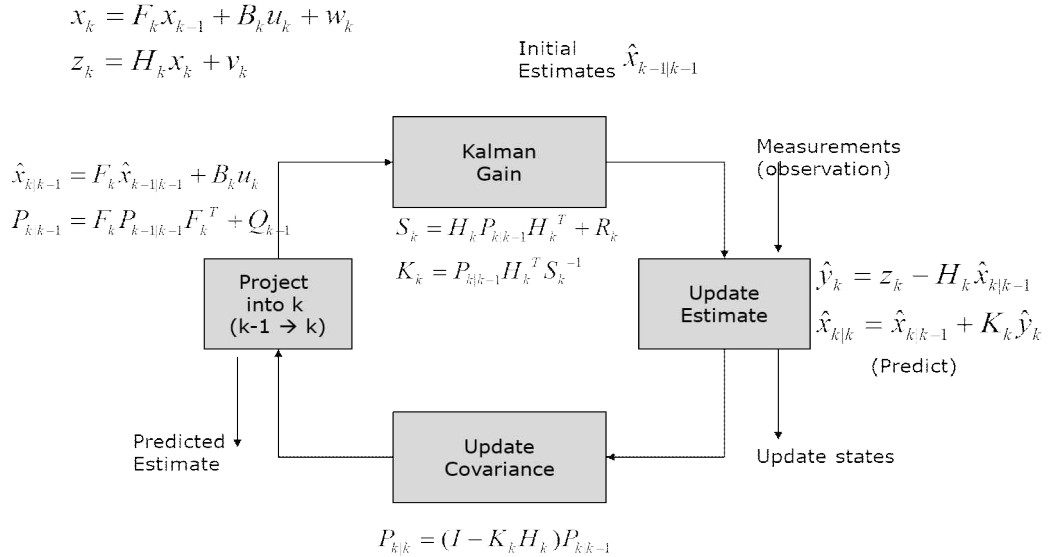 x_k = F_k x_{k-1} + B_k u_k + w_k
z_k = H_k x_k + v_k
Initial
Estimates x̂_{k-1|k-1}
Kalman
Gain
S_k = H_k P_{k|k-1} H_k^T + R_k
K_k = P_{k|k-1} H_k^T S_k^{-1}
Measurements
(observation)
x̂_{k|k-1} = F_k x̂_{k-1|k-1} + B_k u_k
P_{k|k-1} = F_k P_{k-1|k-1} F_k^T + Q_{k-1}
Project
into k
(k-1 → k)
Update
Estimate
ŷ_k = z_k - H_k x̂_{k|k-1}
x̂_{k|k} = x̂_{k|k-1} + K_k ŷ_k
(Predict)
Predicted
Estimate
Update
Covariance
Update states
P_{k|k} = (I - K_k H_k) P_{k|k-1}